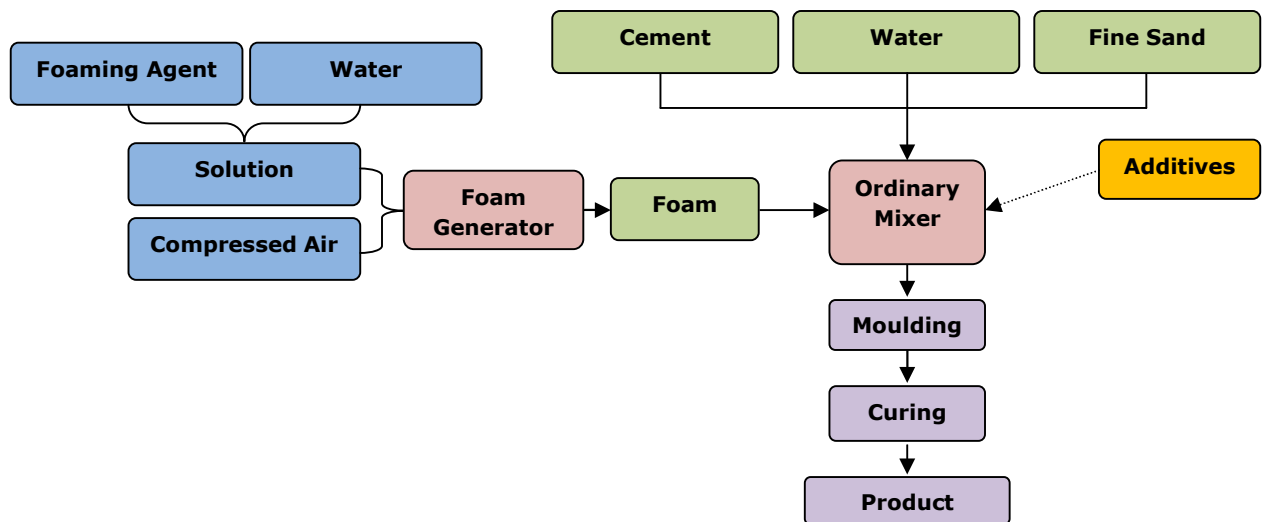 Cement
Water
Fine Sand
Foaming Agent
Water
Solution
Compressed Air
Foam
Generator
Foam
Ordinary
Mixer
Additives
Moulding
Curing
Product